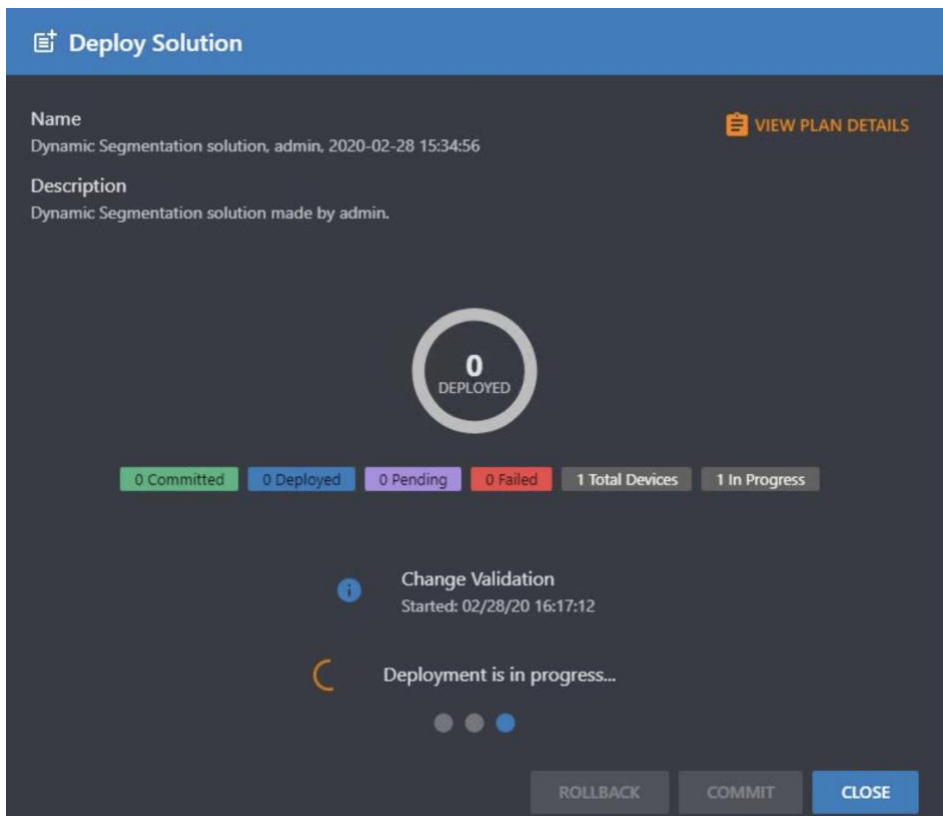 Deploy Solution
Name
VIEW PLAN DETAILS
Dynamic Segmentation solution, admin, 2020-02-28 15:34:56
Description
Dynamic Segmentation solution made by admin.
0
DEPLOYED
0 Committed 0 Deployed 0 Pending 0 Failed 1 Total Devices 1 In Progress
Change Validation
Started: 02/28/20 16:17:12
Deployment is in progress...
ROLLBACK COMMIT CLOSE